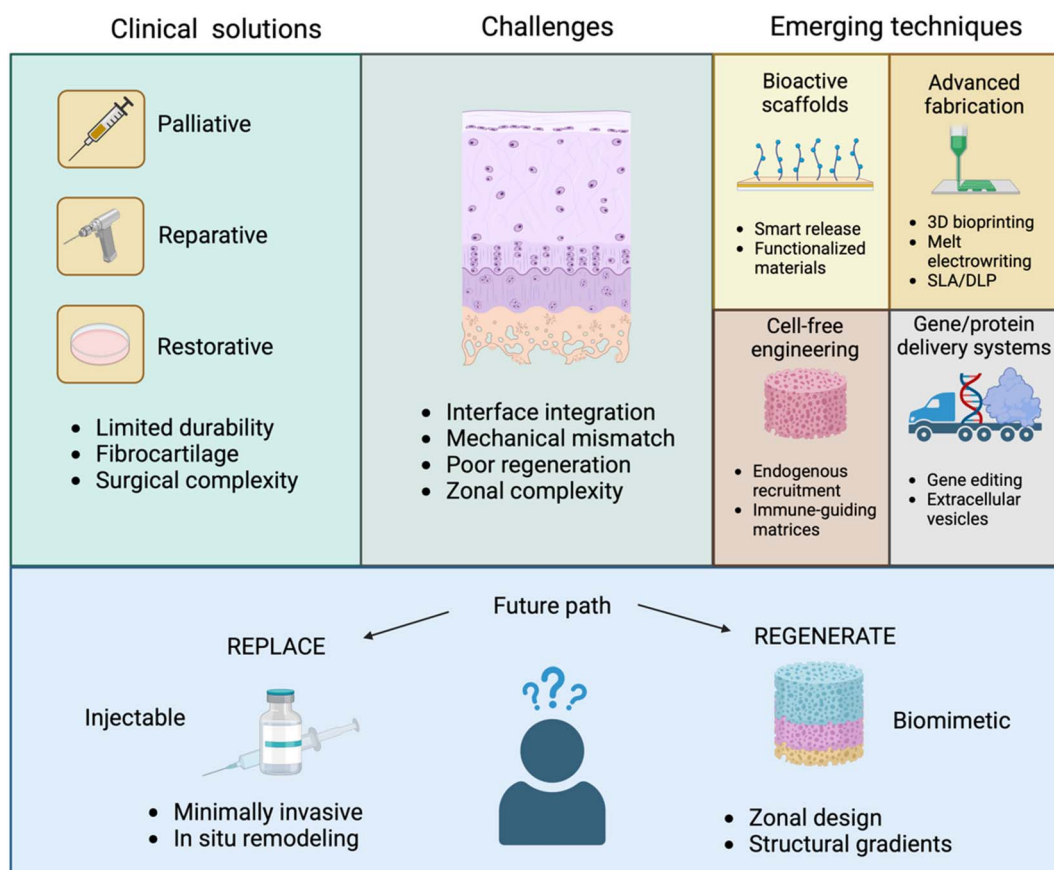 Clinical solutions
Challenges
Emerging techniques
Palliative
Reparative
Restorative
• Limited durability
• Fibrocartilage
• Surgical complexity
• Interface integration
• Mechanical mismatch
• Poor regeneration
• Zonal complexity
Bioactive
scaffolds
• Smart release
• Functionalized
materials
Advanced
fabrication
• 3D bioprinting
• Melt
electrowriting
• SLA/DLP
Cell-free
engineering
• Endogenous
recruitment
• Immune-guiding
matrices
Gene/protein
delivery systems
• Gene editing
• Extracellular
vesicles
Future path
REPLACE
Injectable
• Minimally invasive
• In situ remodeling
???
REGENERATE
Biomimetic
• Zonal design
• Structural gradients